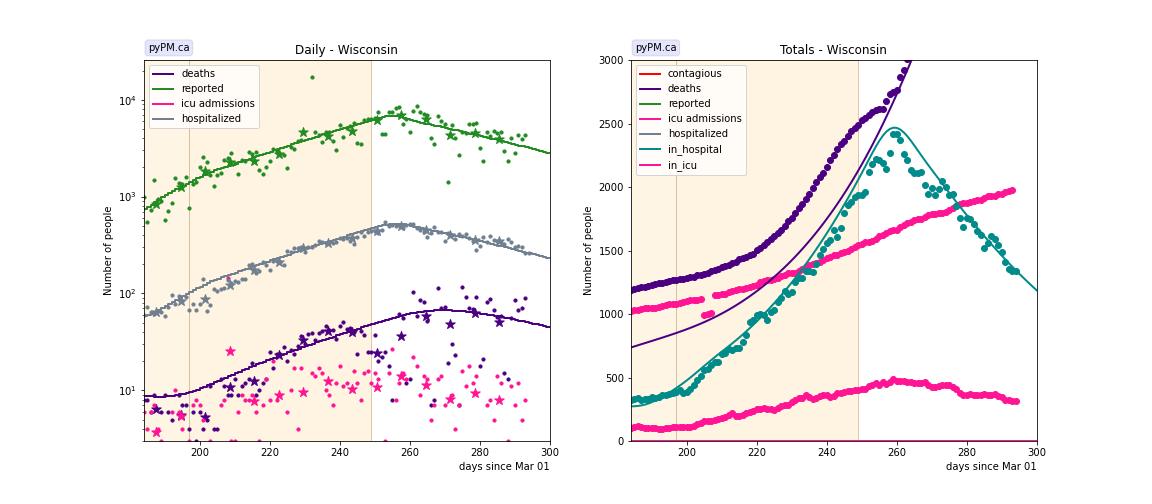 pyPM.ca
Daily - Wisconsin
deaths
reported
icu admissions
hospitalized
Number of people
10⁴
10³
10²
10¹
200 220 240 260 280 300
days since Mar 01
pyPM.ca
Totals - Wisconsin
contagious
deaths
reported
icu admissions
hospitalized
in_hospital
in_icu
Number of people
3000
2500
2000
1500
1000
500
0
200 220 240 260 280 300
days since Mar 01